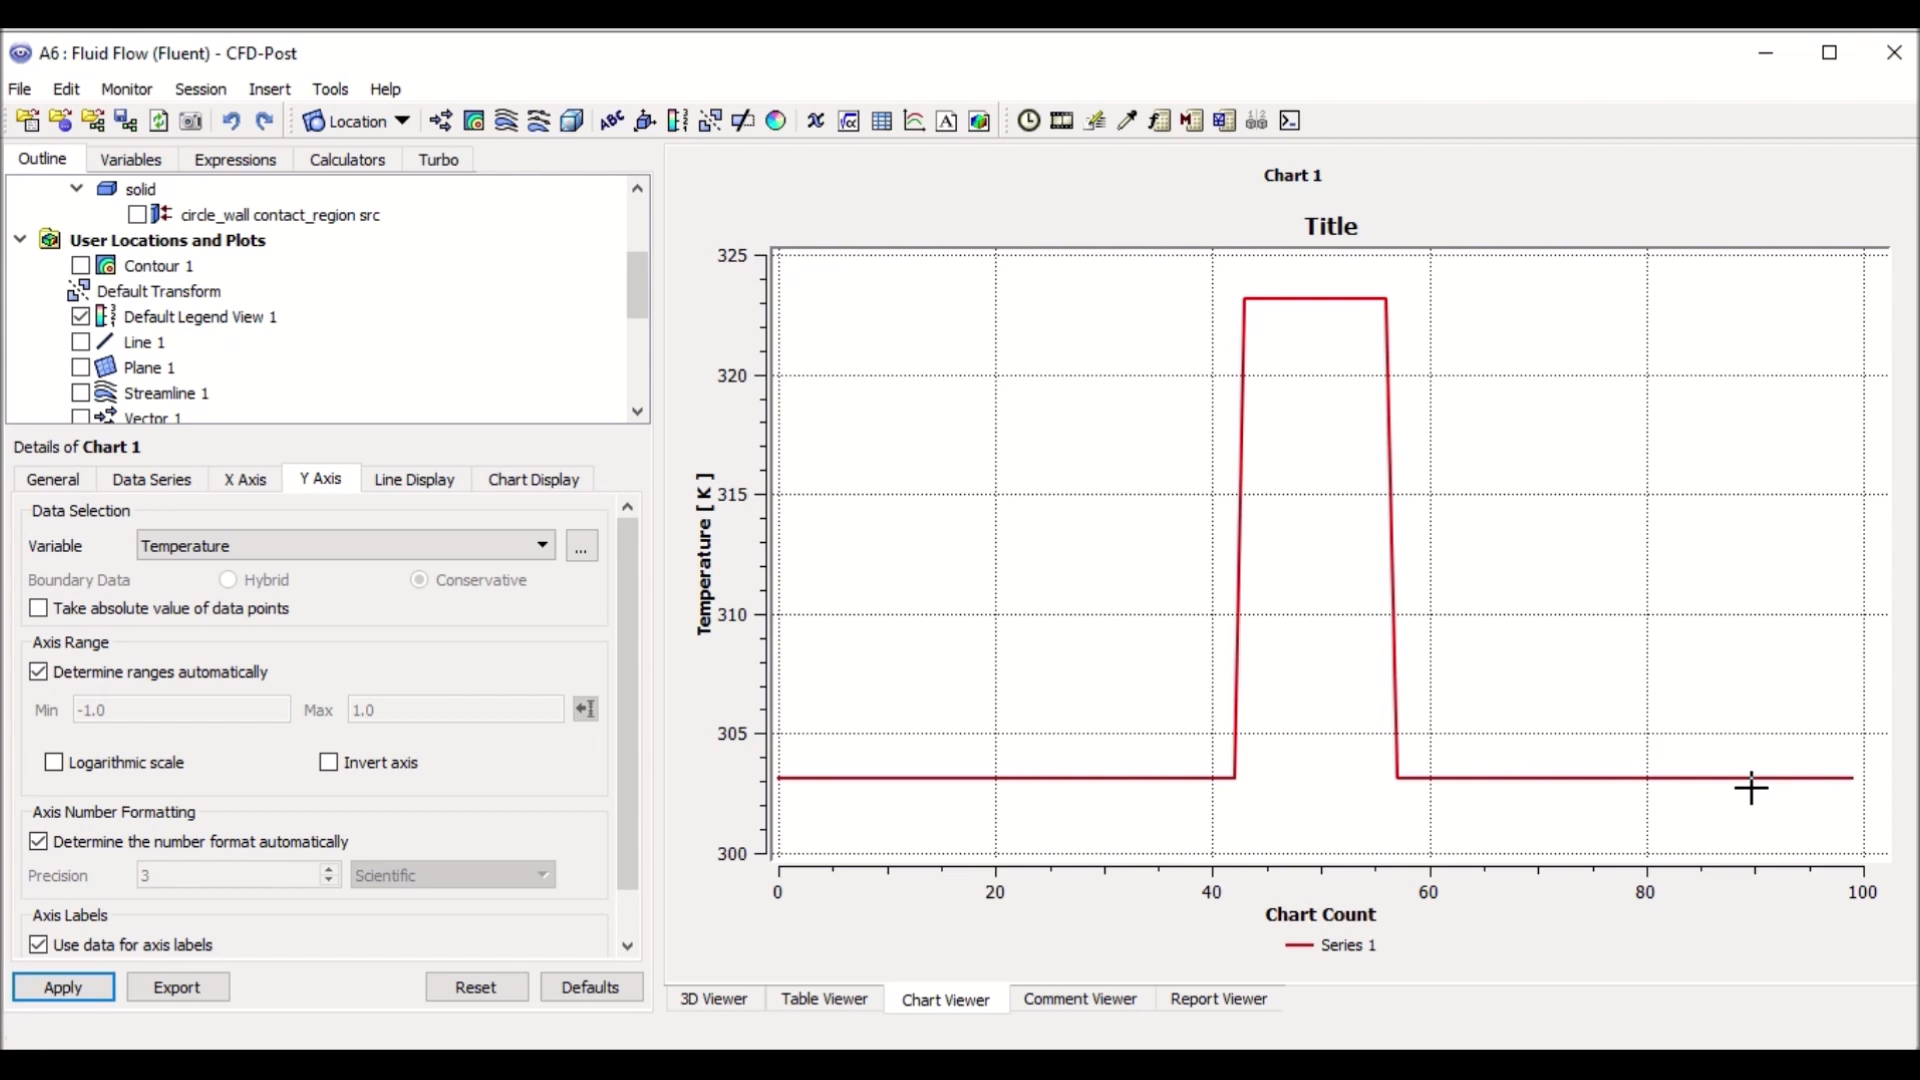 A6 : Fluid Flow (Fluent) - CFD-Post
File Edit Monitor Session Insert Tools Help
Location
Outline Variables Expressions Calculators Turbo
solid
circle_wall contact_region src
User Locations and Plots
Contour 1
Default Transform
Default Legend View 1
Line 1
Plane 1
Streamline 1
Vector 1
Details of Chart 1
General Data Series X Axis Y Axis Line Display Chart Display
Data Selection
Variable Temperature ...
Boundary Data Hybrid Conservative
Take absolute value of data points
Axis Range
Determine ranges automatically
Min -1.0 Max 1.0
Logarithmic scale Invert axis
Axis Number Formatting
Determine the number format automatically
Precision 3 Scientific
Axis Labels
Use data for axis labels
Apply Export Reset Defaults
Chart 1
Title
325
320
315
310
305
300
Temperature [ K ]
0 20 40 60 80 100
Chart Count
Series 1
3D Viewer Table Viewer Chart Viewer Comment Viewer Report Viewer